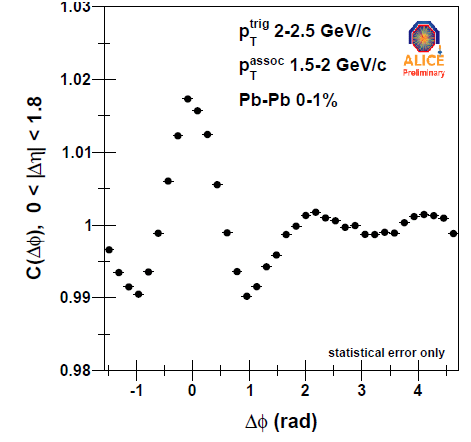 1.03
p_T^trig 2-2.5 GeV/c
p_T^assoc 1.5-2 GeV/c
Pb-Pb 0-1%
ALICE
Preliminary
1.02
1.01
1
0.99
0.98
C(Δϕ), 0 < |Δη| < 1.8
statistical error only
-1 0 1 2 3 4
Δϕ (rad)